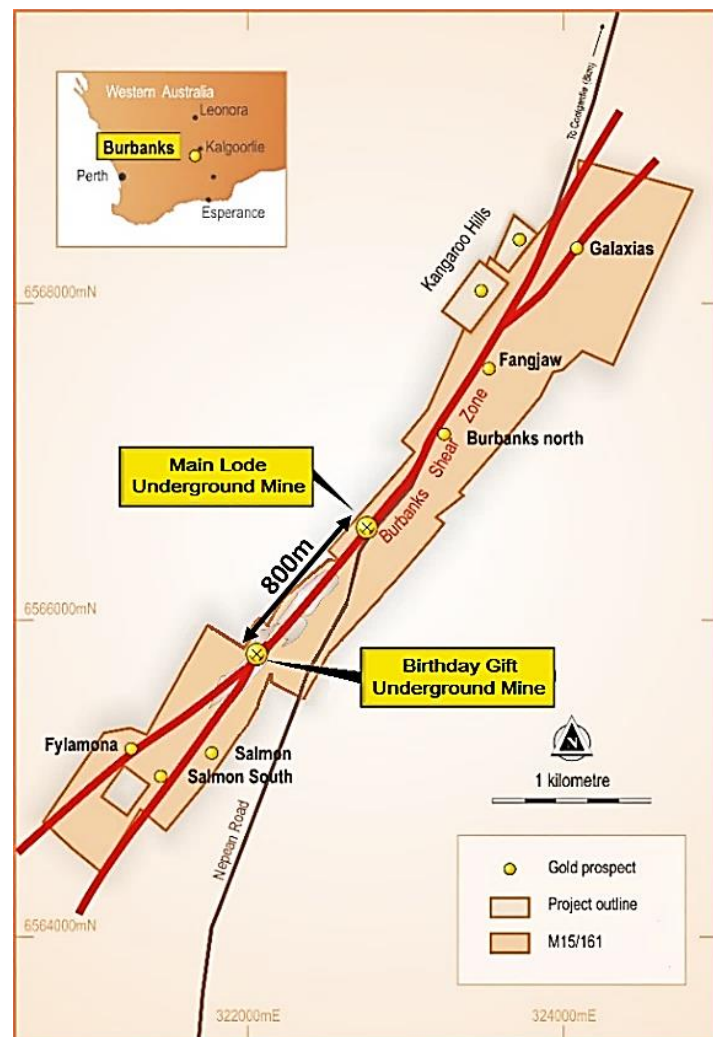 Western Australia
Leonora
Burbanks
Kalgoorlie
Perth
Esperance
To Coolgardie (8km)
Kangaroo Hills
Galaxias
6568000mN
Fangjaw
Burbanks north
Burbanks Shear Zone
Main Lode
Underground Mine
800m
6566000mN
Birthday Gift
Underground Mine
Fylamona
Salmon
Salmon South
N
1 kilometre
Nepean Road
Gold prospect
Project outline
M15/161
6564000mN
322000mE
324000mE